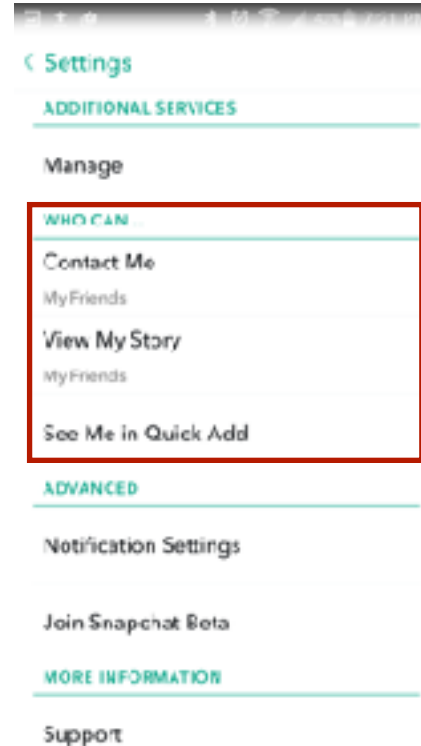 Settings
ADDITIONAL SERVICES
Manage
WHO CAN ...
Contact Me
My Friends
View My Story
My Friends
See Me in Quick Add
ADVANCED
Notification Settings
Join Snapchat Beta
MORE INFORMATION
Support